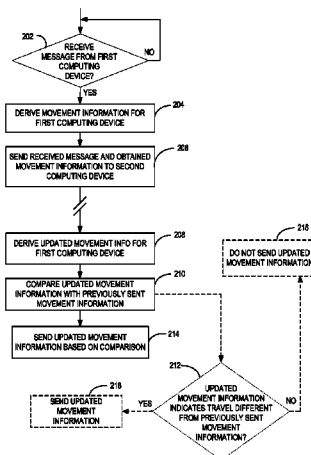 202
RECEIVE
MESSAGE FROM FIRST
COMPUTING
DEVICE?
NO
YES
204
DERIVE MOVEMENT INFORMATION FOR
FIRST COMPUTING DEVICE
206
SEND RECEIVED MESSAGE AND OBTAINED
MOVEMENT INFORMATION TO SECOND
COMPUTING DEVICE
208
DERIVE UPDATED MOVEMENT INFO FOR
FIRST COMPUTING DEVICE
210
COMPARE UPDATED MOVEMENT
INFORMATION WITH PREVIOUSLY SENT
MOVEMENT INFORMATION
214
SEND UPDATED MOVEMENT
INFORMATION BASED ON COMPARISON
218
DO NOT SEND UPDATED
MOVEMENT INFORMATION
212
UPDATED
MOVEMENT INFORMATION
INDICATES TRAVEL DIFFERENT
FROM PREVIOUSLY SENT
MOVEMENT
INFORMATION?
YES
NO
216
SEND UPDATED
MOVEMENT
INFORMATION